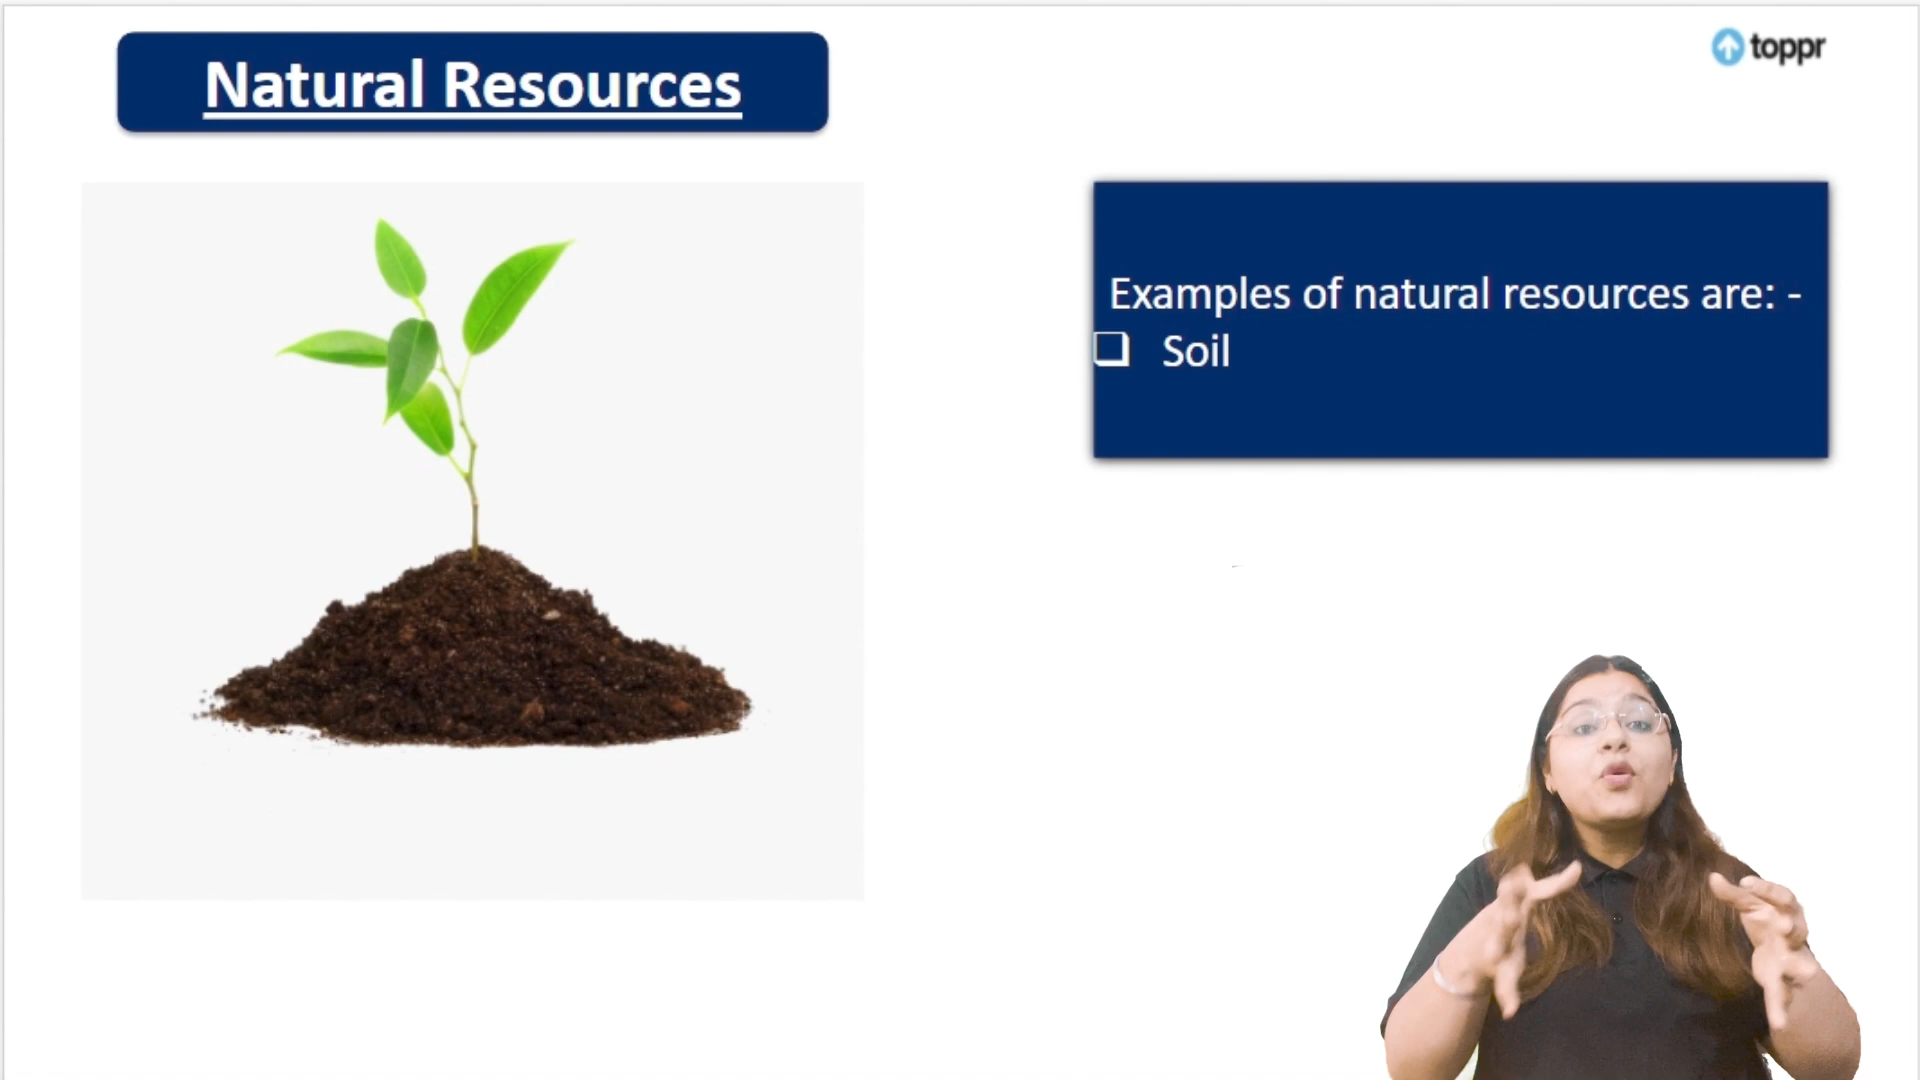 Natural Resources
toppr
Examples of natural resources are: -
❑ Soil